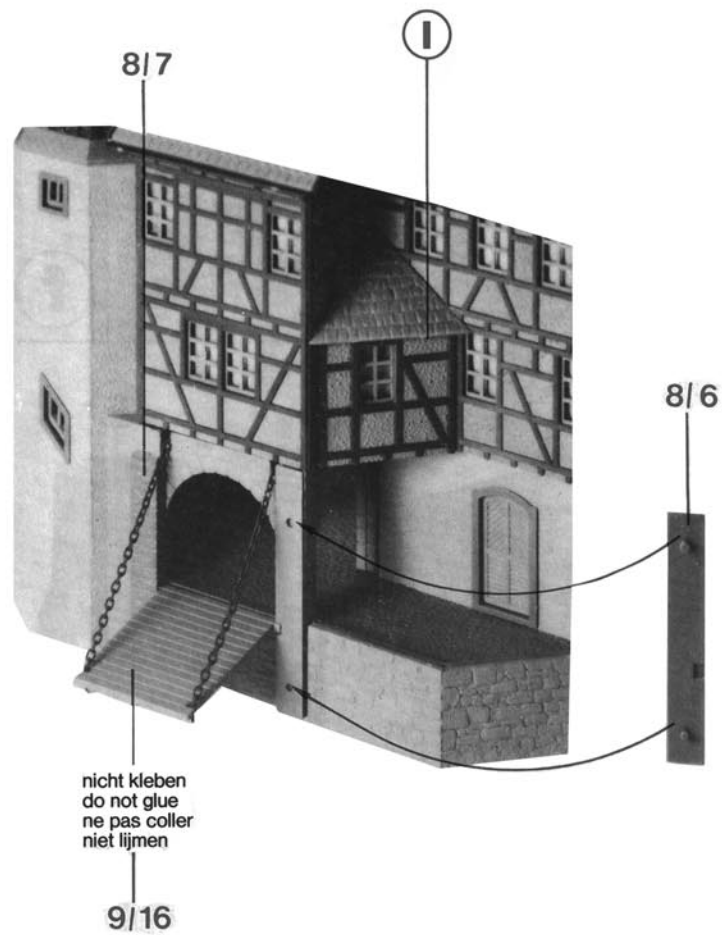 I
8/7
8/6
nicht kleben
do not glue
ne pas coller
niet lijmen
9/16